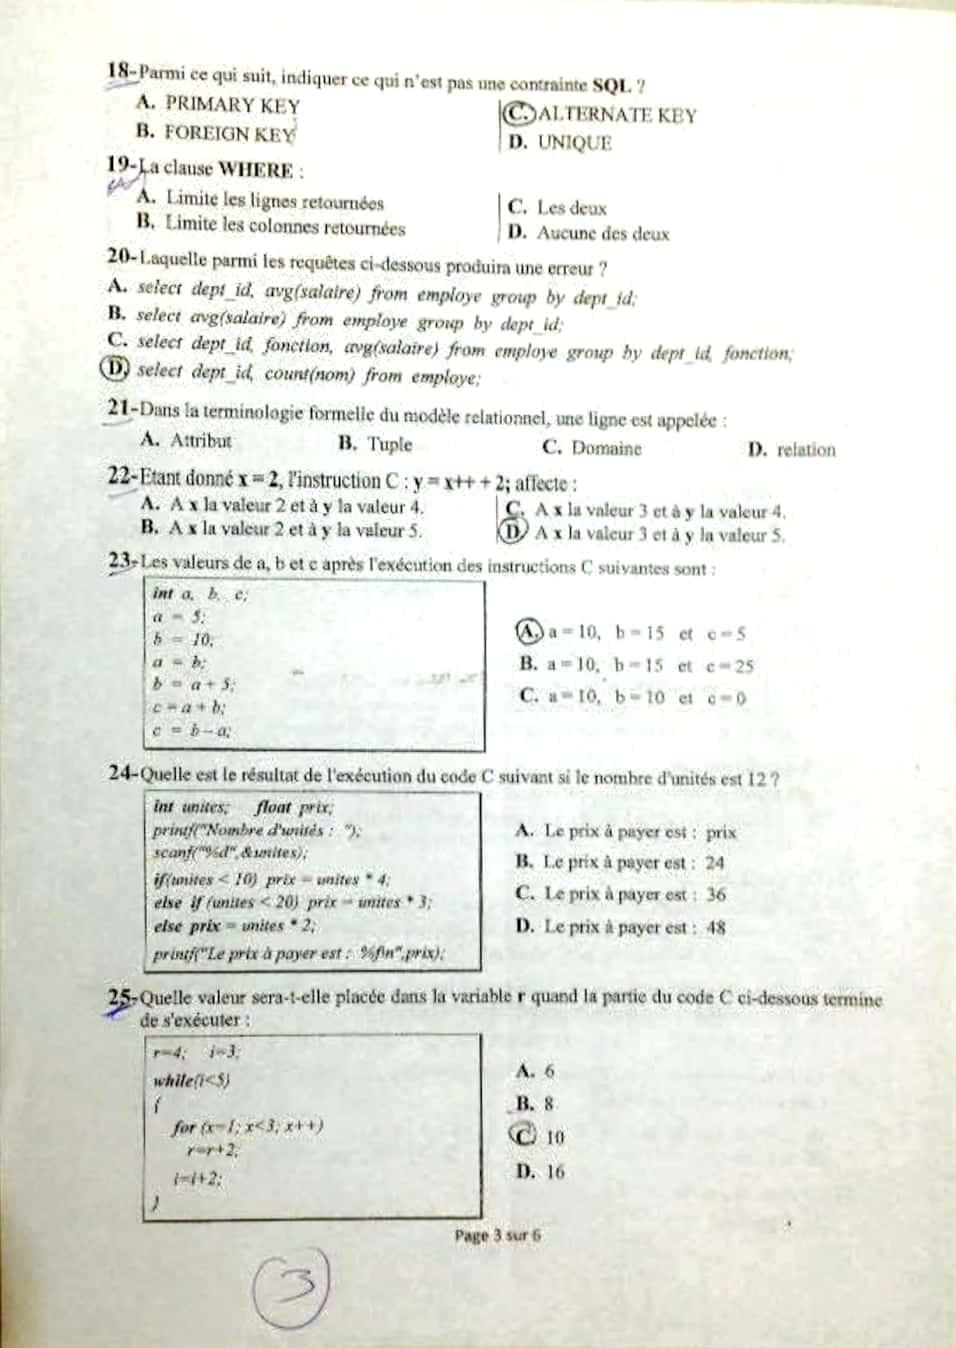 18-Parmi ce qui suit, indiquer ce qui n'est pas une contrainte SQL ?
A. PRIMARY KEY
B. FOREIGN KEY
C. ALTERNATE KEY
D. UNIQUE
19-La clause WHERE :
A. Limite les lignes retournées
B. Limite les colonnes retournées
C. Les deux
D. Aucune des deux
20-Laquelle parmi les requêtes ci-dessous produira une erreur ?
A. select dept_id, avg(salaire) from employe group by dept_id;
B. select avg(salaire) from employe group by dept_id;
C. select dept_id, fonction, avg(salaire) from employe group by dept_id, fonction;
D. select dept_id, count(nom) from employe;
21-Dans la terminologie formelle du modèle relationnel, une ligne est appelée :
A. Attribut B. Tuple C. Domaine D. relation
22-Etant donné x = 2, l'instruction C : y = x++ + 2; affecte :
A. A x la valeur 2 et à y la valeur 4.
B. A x la valeur 2 et à y la valeur 5.
C. A x la valeur 3 et à y la valeur 4.
D. A x la valeur 3 et à y la valeur 5.
23-Les valeurs de a, b et c après l'exécution des instructions C suivantes sont :
int a, b, c;
a = 5;
b = 10;
a = b;
b = a + 5;
c = a + b;
c = b - a;
A. a = 10, b = 15 et c = 5
B. a = 10, b = 15 et c = 25
C. a = 10, b = 10 et c = 0
24-Quelle est le résultat de l'exécution du code C suivant si le nombre d'unités est 12 ?
int unites; float prix;
printf("Nombre d'unités : ");
scanf("%d", &unites);
if(unites < 10) prix = unites * 4;
else if (unites < 20) prix = unites * 3;
else prix = unites * 2;
printf("Le prix à payer est : %f\n",prix);
A. Le prix à payer est : prix
B. Le prix à payer est : 24
C. Le prix à payer est : 36
D. Le prix à payer est : 48
25-Quelle valeur sera-t-elle placée dans la variable r quand la partie du code C ci-dessous termine
de s'exécuter :
r=4; i=3;
while(i<5)
{
for (x=1; x<3; x++)
r=r+2;
i=i+2;
}
A. 6
B. 8
C. 10
D. 16
Page 3 sur 6
3